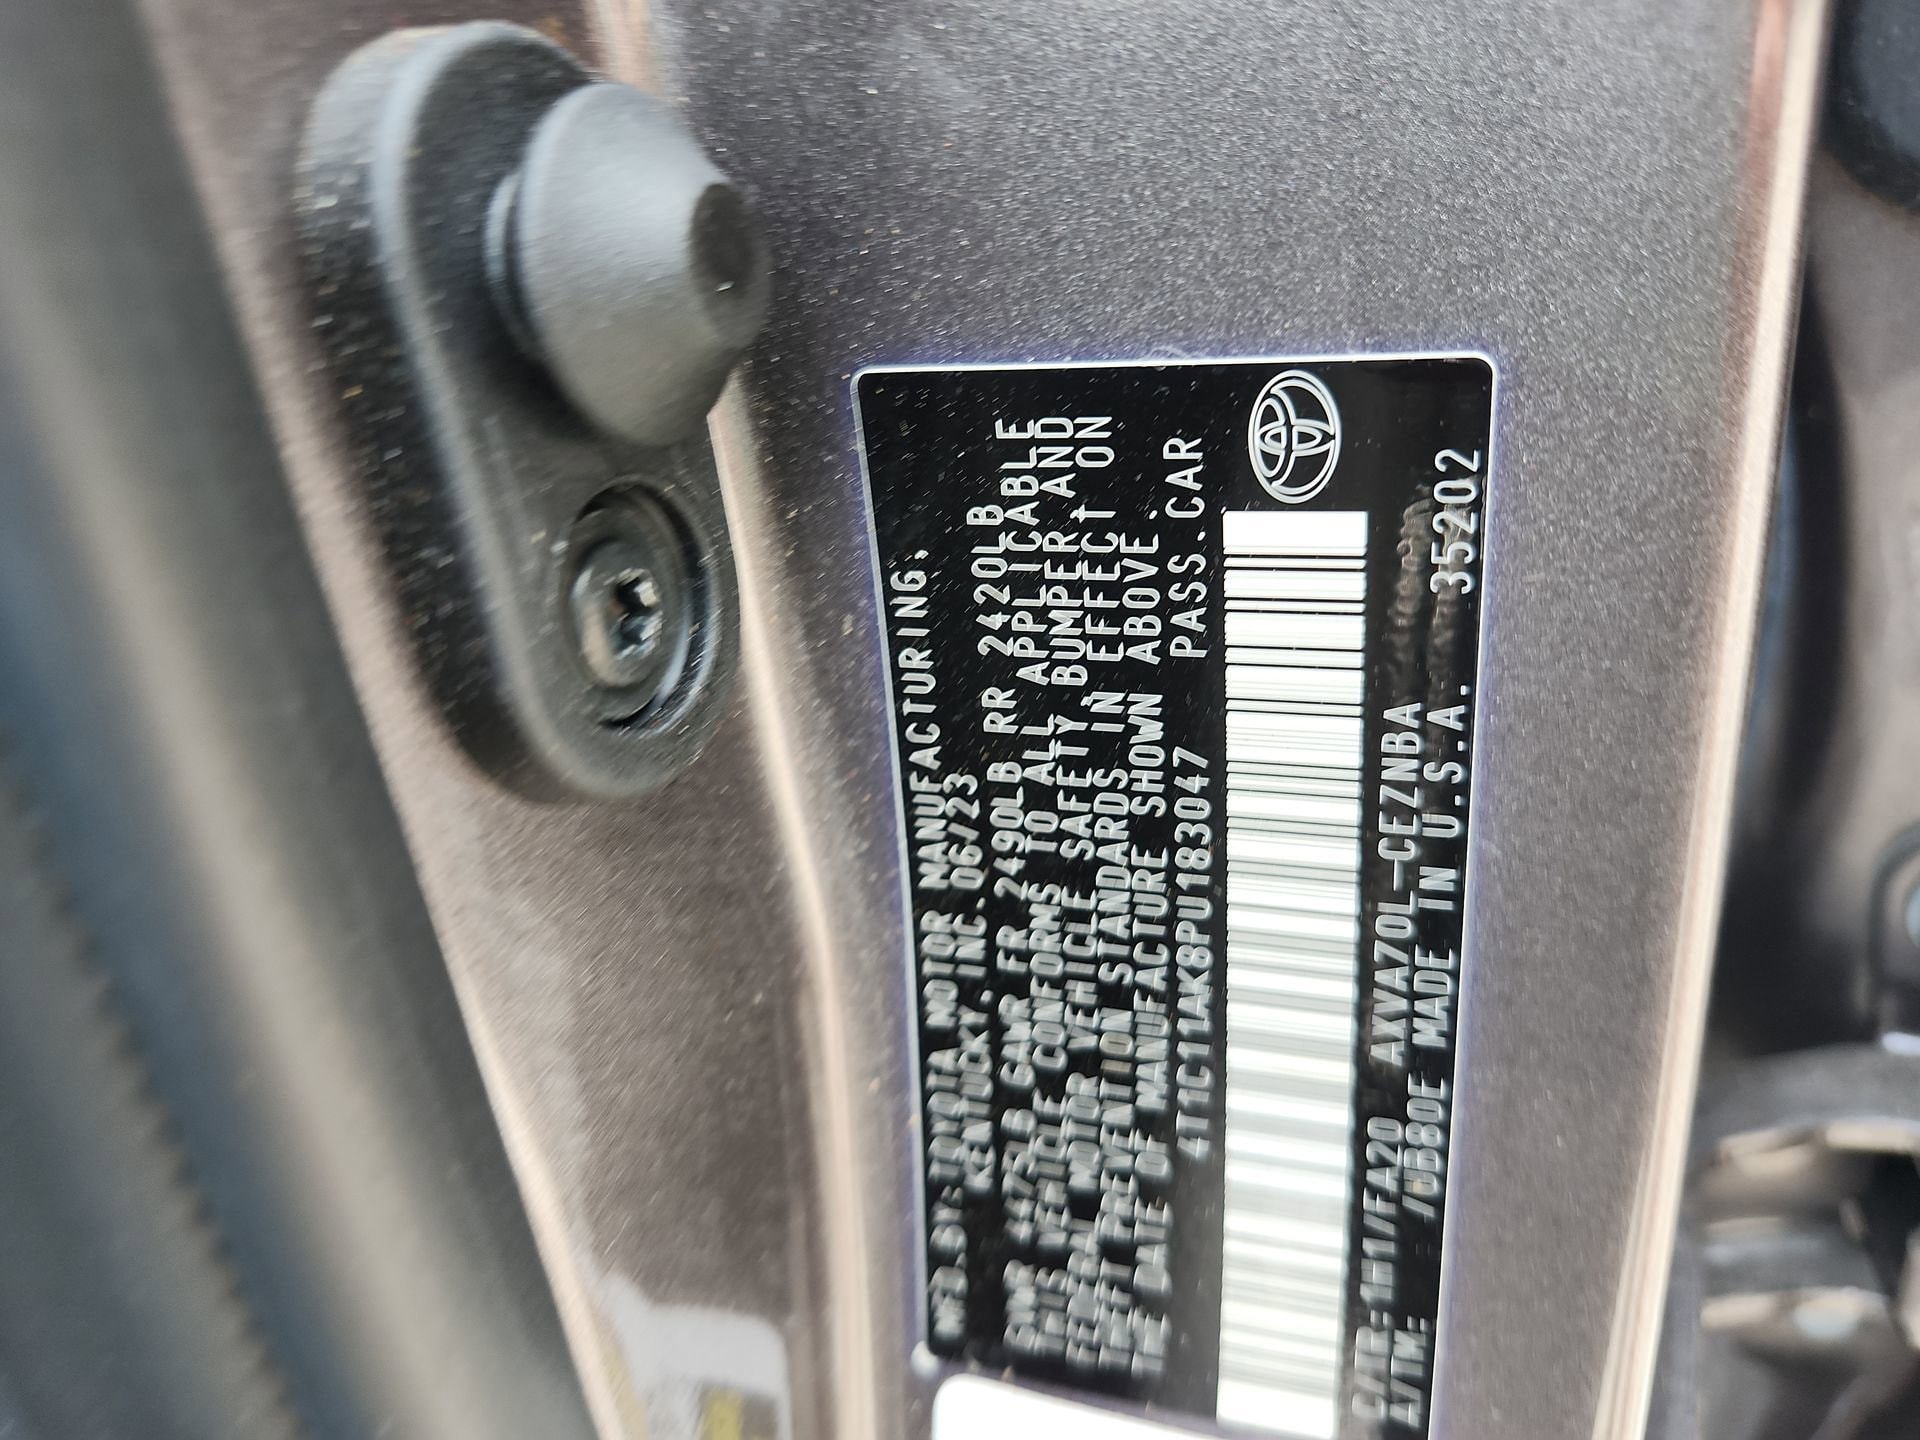 MFD.BY:TOYOTA MOTOR MANUFACTURING,
KENTUCKY, INC. 06/23
GVWR 4475LB GAWR FR 2490LB RR 2420LB
THIS VEHICLE CONFORMS TO ALL APPLICABLE
FEDERAL MOTOR VEHICLE SAFETY BUMPER AND
THEFT PREVENTION STANDARDS IN EFFECT ON
THE DATE OF MANUFACTURE SHOWN ABOVE.
4T1C11AK8PU183047 PASS.CAR
C/TR:1H1/FA20 AXVA70L-CEZNBA
A/TM: /UB80E MADE IN U.S.A. 35202